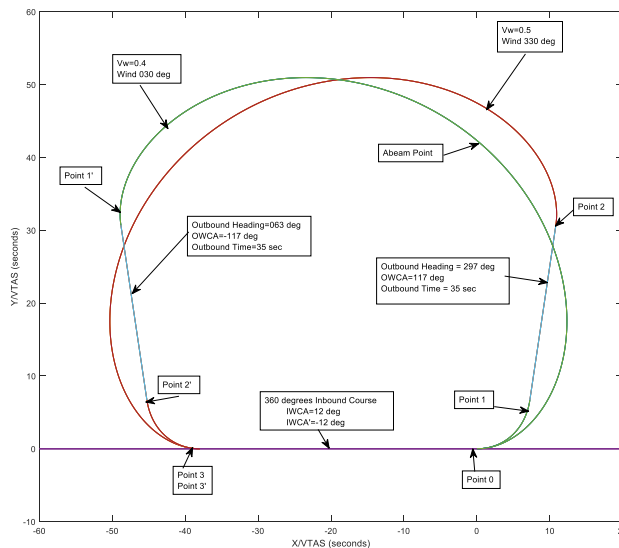 60
50
40
30
20
10
0
-10
-60
-50
-40
-30
-20
-10
0
10
20
Y/VTAS (seconds)
X/VTAS (seconds)
Vw=0.4
Wind 030 deg
Vw=0.5
Wind 330 deg
Abeam Point
Point 1'
Point 2
Outbound Heading=063 deg
OWCA=-117 deg
Outbound Time=35 sec
Outbound Heading = 297 deg
OWCA=117 deg
Outbound Time = 35 sec
Point 2'
360 degrees Inbound Course
IWCA=12 deg
IWCA'=-12 deg
Point 1
Point 3
Point 3'
Point 0